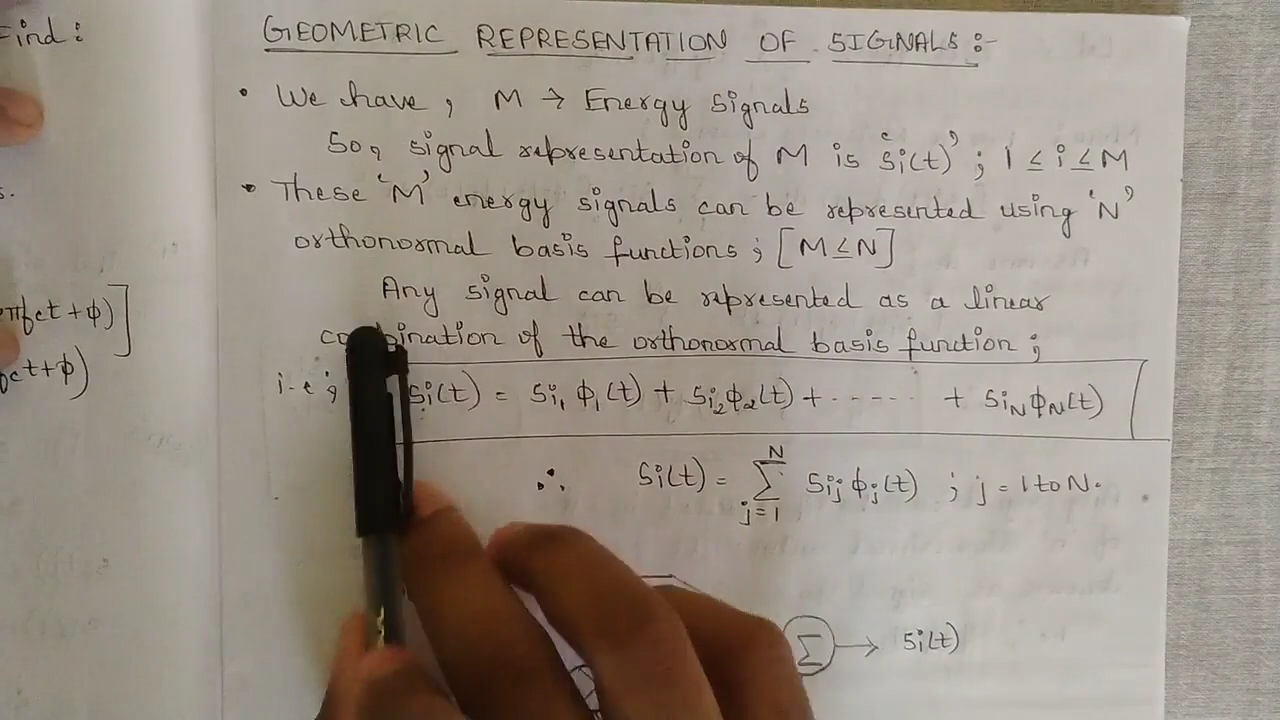 Find:
GEOMETRIC REPRESENTATION OF SIGNALS :-
• We have, M → Energy signals
So, signal representation of M is 'si(t)' ; 1 ≤ i ≤ M
• These 'M' energy signals can be represented using 'N'
orthonormal basis functions ; [M ≤ N]
Any signal can be represented as a linear
combination of the orthonormal basis function ;
i.e; si(t) = si₁ ϕ₁(t) + si₂ϕ₂(t) + ----- + siNϕN(t)
∴ si(t) = Σ_{j=1}^{N} sij ϕj(t) ; j = 1 to N.
Σ → si(t)
s.
πfct + ϕ)]
ct+ϕ)